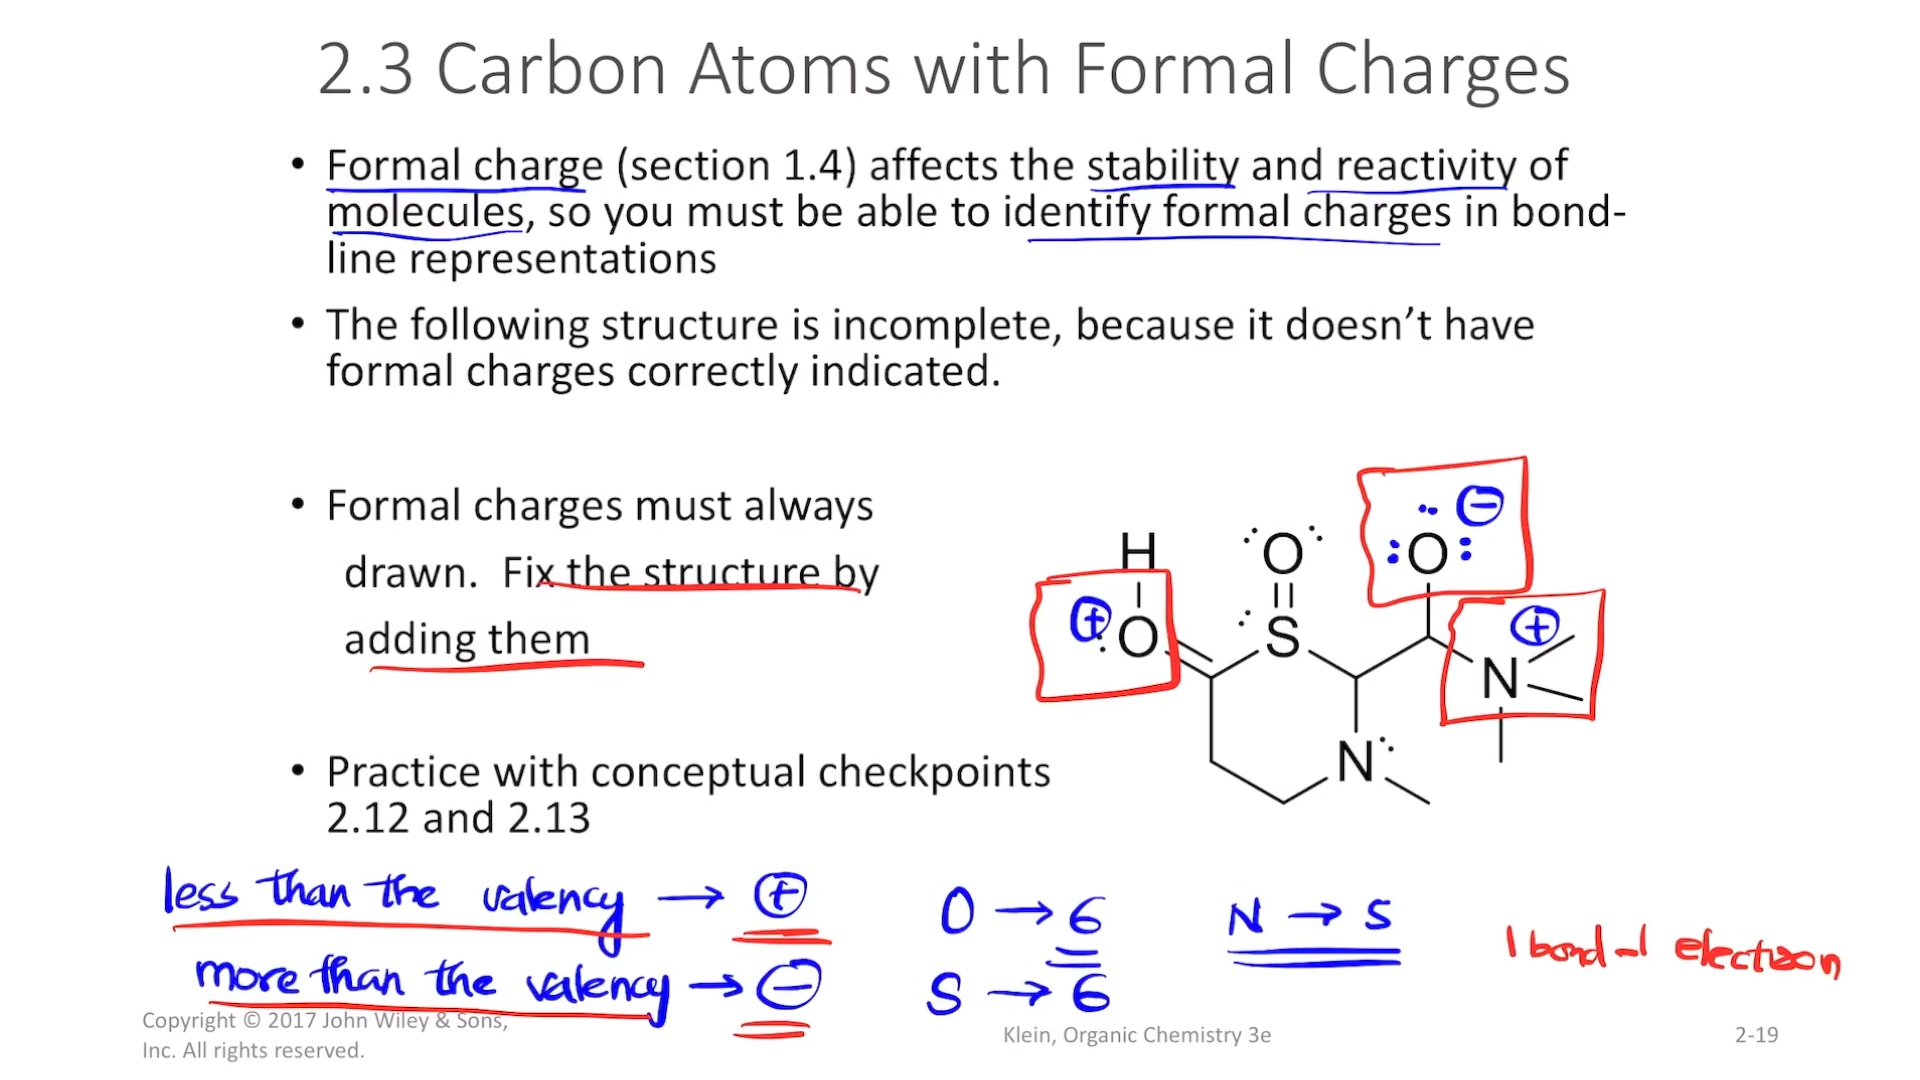 2.3 Carbon Atoms with Formal Charges
• Formal charge (section 1.4) affects the stability and reactivity of
molecules, so you must be able to identify formal charges in bond-
line representations
• The following structure is incomplete, because it doesn’t have
formal charges correctly indicated.
• Formal charges must always
drawn. Fix the structure by
adding them
• Practice with conceptual checkpoints
2.12 and 2.13
H
O
⊕
O
S
O
⊖
N
⊕
N
less than the valency → ⊕
more than the valency → ⊖
O → 6
S → 6
N → 5
1 bond - 1 electron
Copyright © 2017 John Wiley & Sons,
Inc. All rights reserved.
Klein, Organic Chemistry 3e
2-19